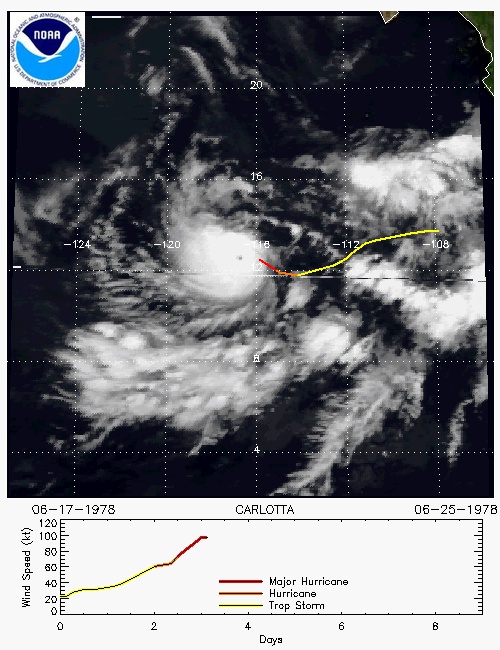 NATIONAL OCEANIC AND ATMOSPHERIC ADMINISTRATION
NOAA
U.S. DEPARTMENT OF COMMERCE
20
16
-124 -120 -116 -112 -108
12
8
4
06-17-1978 CARLOTTA 06-25-1978
Wind Speed (kt)
120
100
80
60
40
20
0
Major Hurricane
Hurricane
Trop Storm
0 2 4 6 8
Days